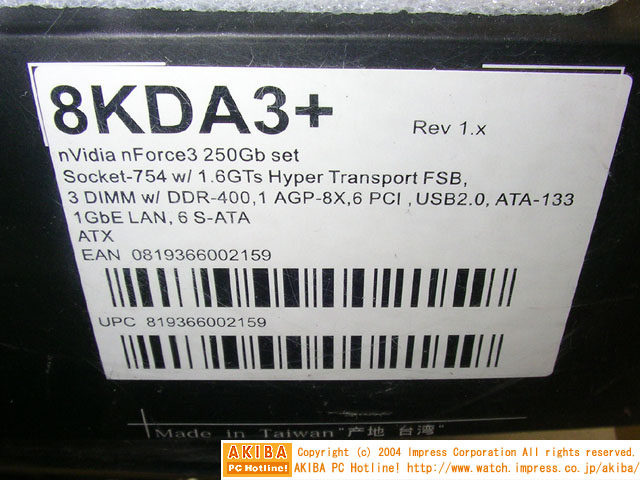 8KDA3+
Rev 1.x
nVidia nForce3 250Gb set
Socket-754 w/ 1.6GTs Hyper Transport FSB,
3 DIMM w/ DDR-400,1 AGP-8X,6 PCI ,USB2.0, ATA-133
1GbE LAN, 6 S-ATA
ATX
EAN 0819366002159
UPC 819366002159
Made in Taiwan "产地 台湾"
AKIBA
PC Hotline!
Copyright (c) 2004 Impress Corporation All rights reserved.
AKIBA PC Hotline! http://www.watch.impress.co.jp/akiba/